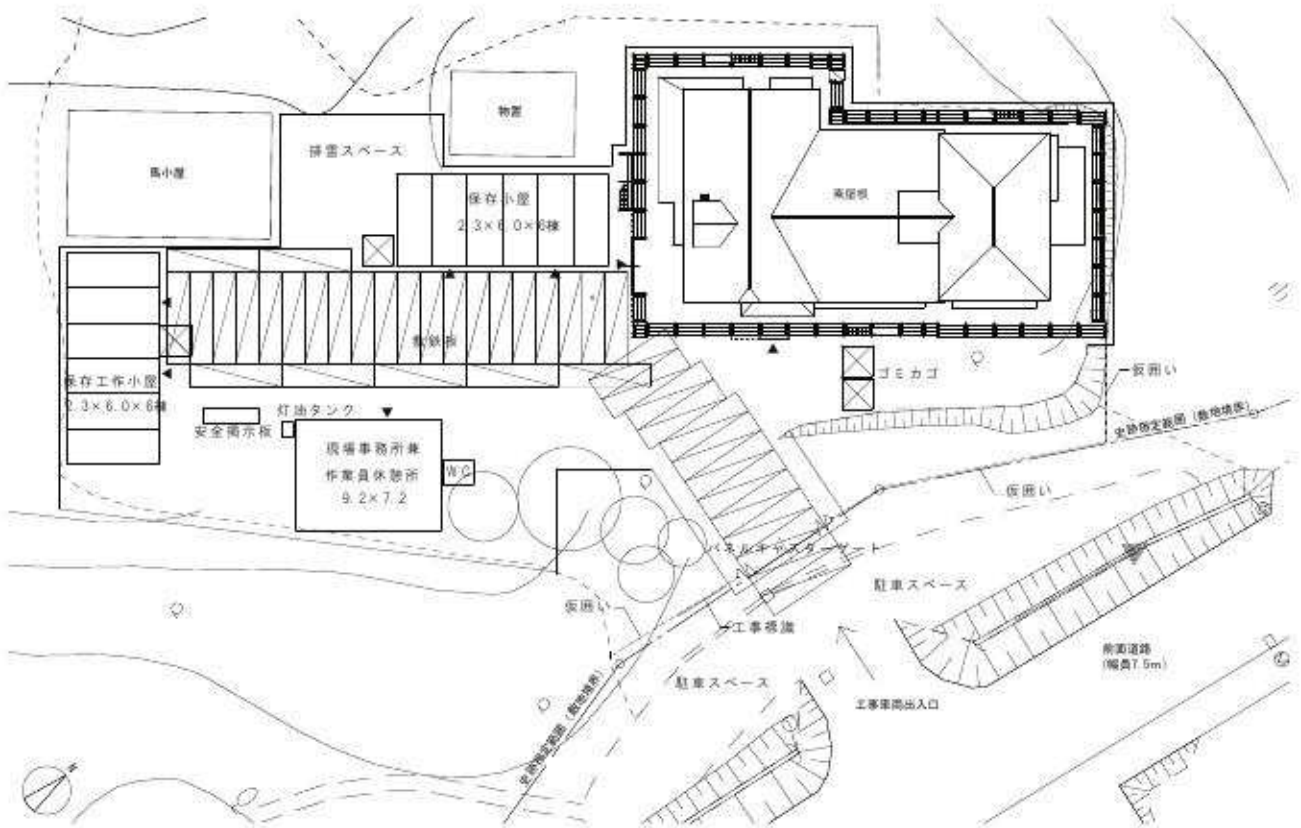 物置
排雪スペース
馬小屋
保存小屋
2.3×6.0×6棟
敷鉄板
保存工作小屋
2.3×6.0×6棟
ゴミカゴ
仮囲い
史跡指定範囲（敷地境界）
灯油タンク
安全掲示板
現場事務所兼
作業員休憩所
9.2×7.2
WC
仮囲い
パネルキャスターゲート
駐車スペース
仮囲い
工事標識
前面道路
(幅員7.5m)
駐車スペース
工事車両出入口
史跡指定範囲（敷地境界）
N